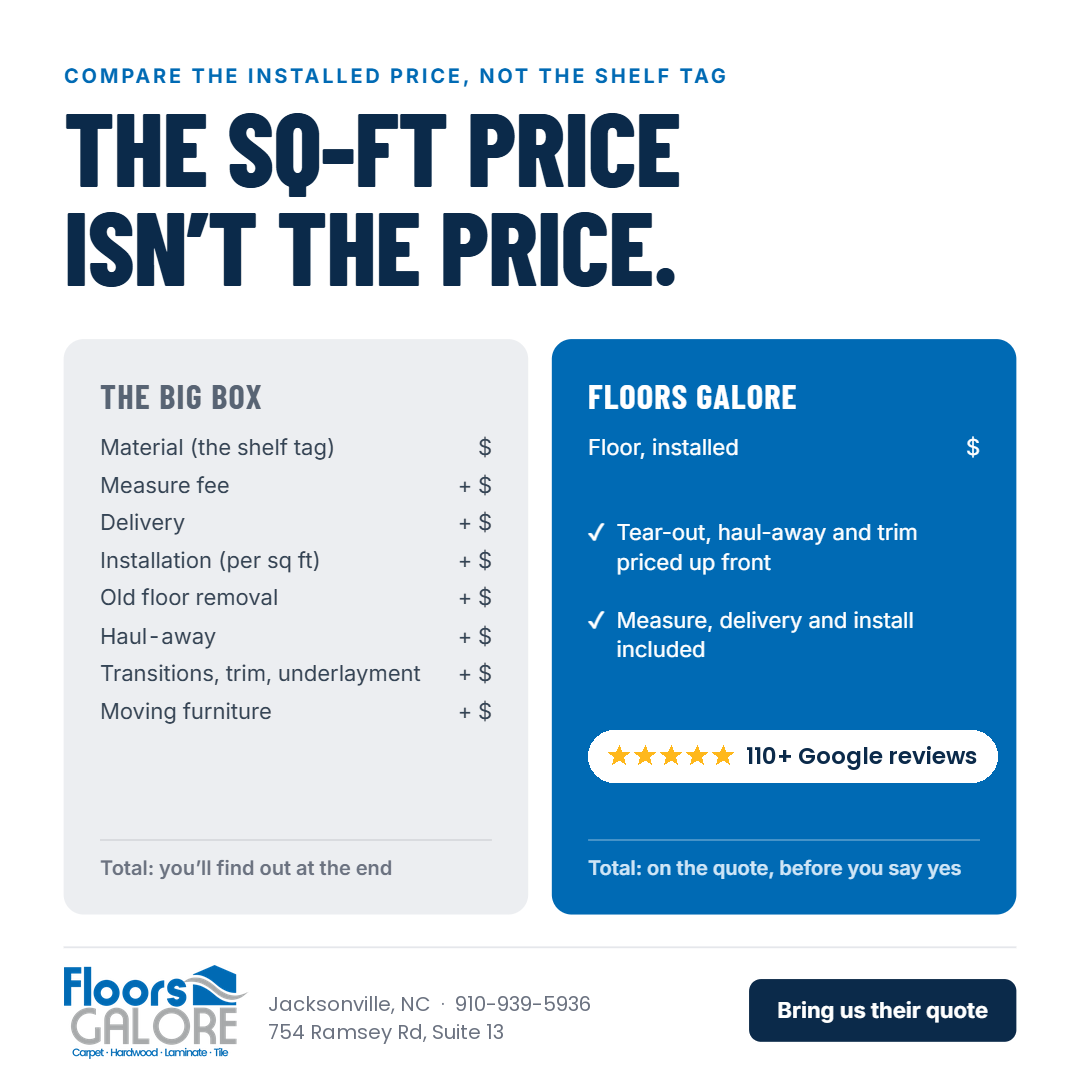 COMPARE THE INSTALLED PRICE, NOT THE SHELF TAG
THE SQ-FT PRICE
ISN’T THE PRICE.
THE BIG BOX
Material (the shelf tag) $
Measure fee + $
Delivery + $
Installation (per sq ft) + $
Old floor removal + $
Haul-away + $
Transitions, trim, underlayment + $
Moving furniture + $
Total: you’ll find out at the end
FLOORS GALORE
Floor, installed $
✓ Tear-out, haul-away and trim
priced up front
✓ Measure, delivery and install
included
★★★★★ 110+ Google reviews
Total: on the quote, before you say yes
Floors
GALORE
Carpet · Hardwood · Laminate · Tile
Jacksonville, NC · 910-939-5936
754 Ramsey Rd, Suite 13
Bring us their quote